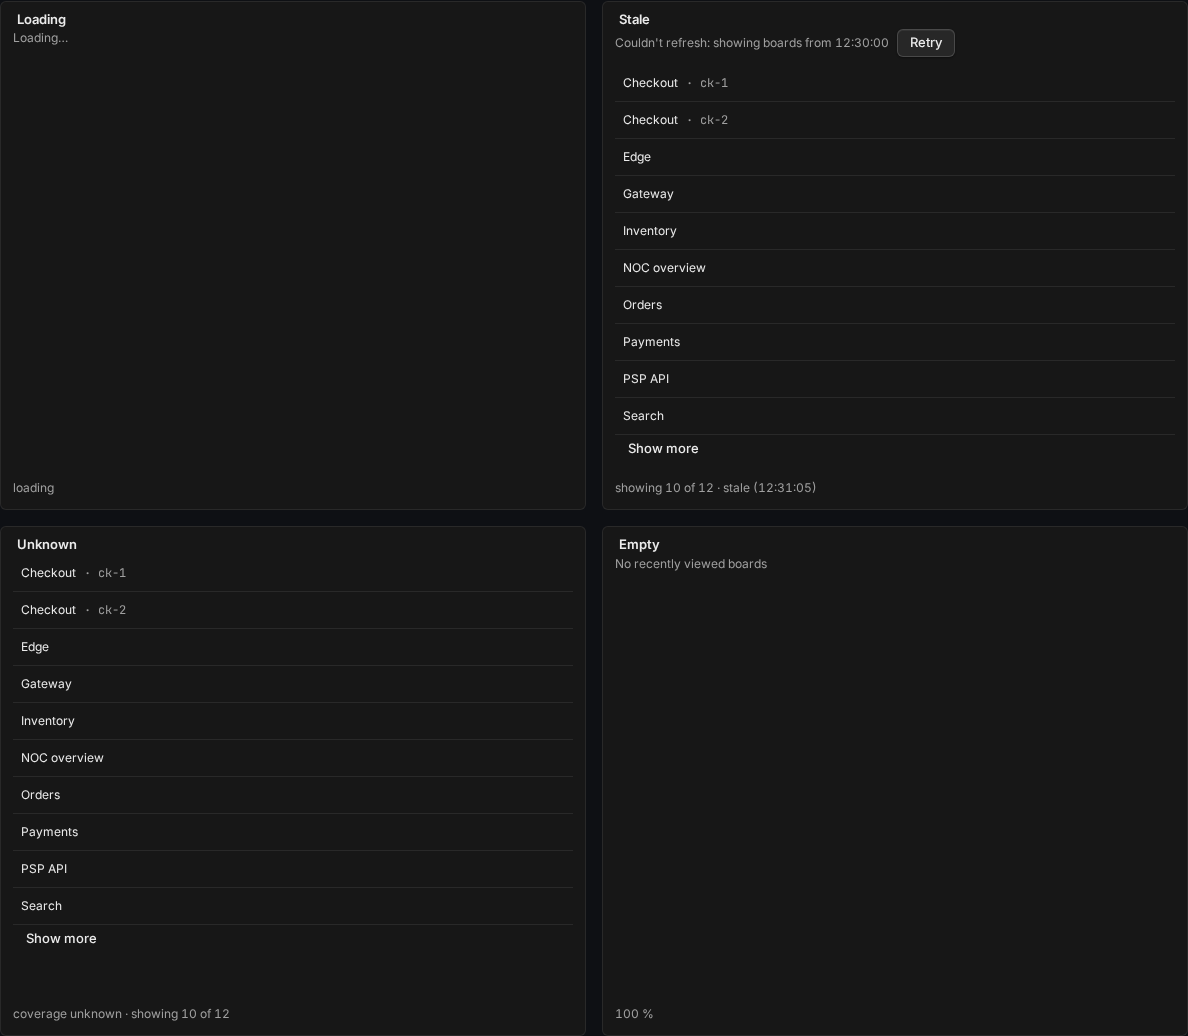 Loading
Loading...
loading
Stale
Couldn't refresh: showing boards from 12:30:00 Retry
Checkout · ck-1
Checkout · ck-2
Edge
Gateway
Inventory
NOC overview
Orders
Payments
PSP API
Search
Show more
showing 10 of 12 · stale (12:31:05)
Unknown
Checkout · ck-1
Checkout · ck-2
Edge
Gateway
Inventory
NOC overview
Orders
Payments
PSP API
Search
Show more
coverage unknown · showing 10 of 12
Empty
No recently viewed boards
100 %